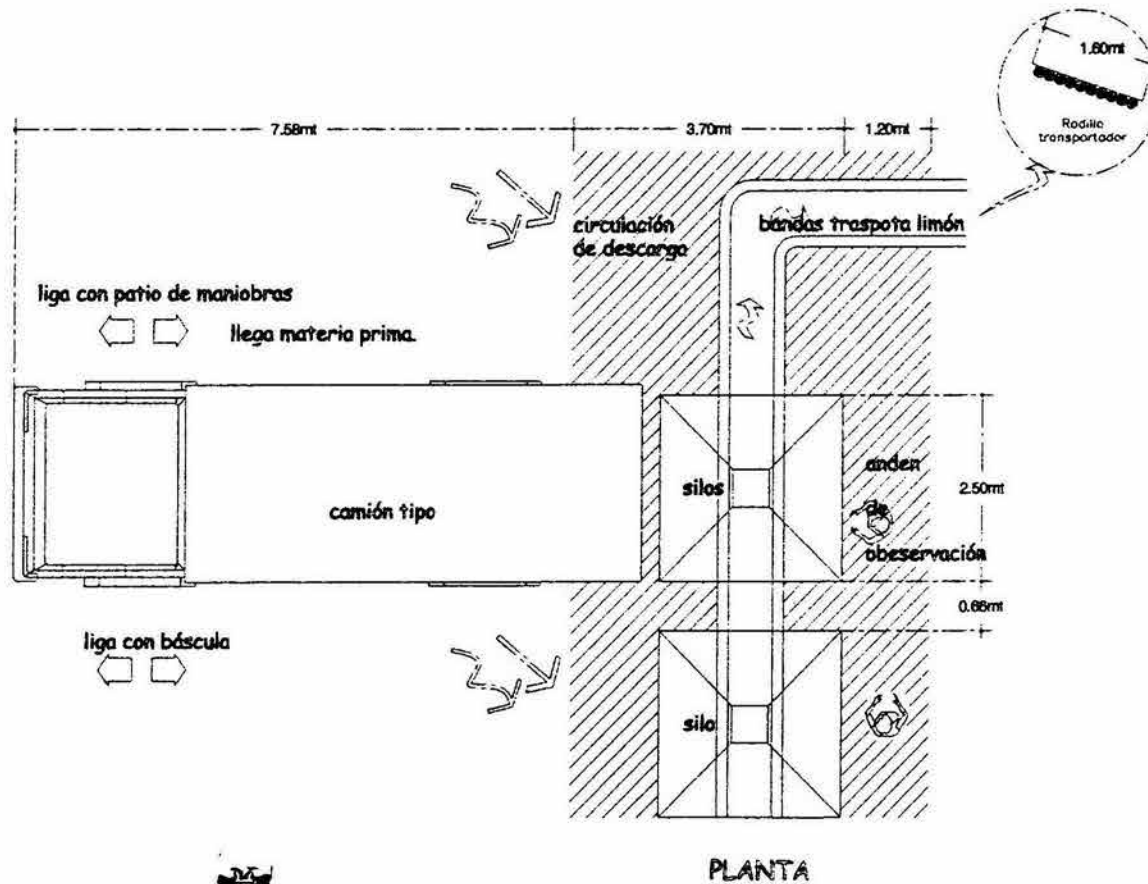 1.60mt
Rodillo
transportador
7.58mt
3.70mt
1.20mt
circulación
de descarga
bandas traspota limón
liga con patio de maniobras
llega materia prima.
camión tipo
silos
anden
de
obeservación
2.50mt
0.66mt
liga con báscula
silo
PLANTA